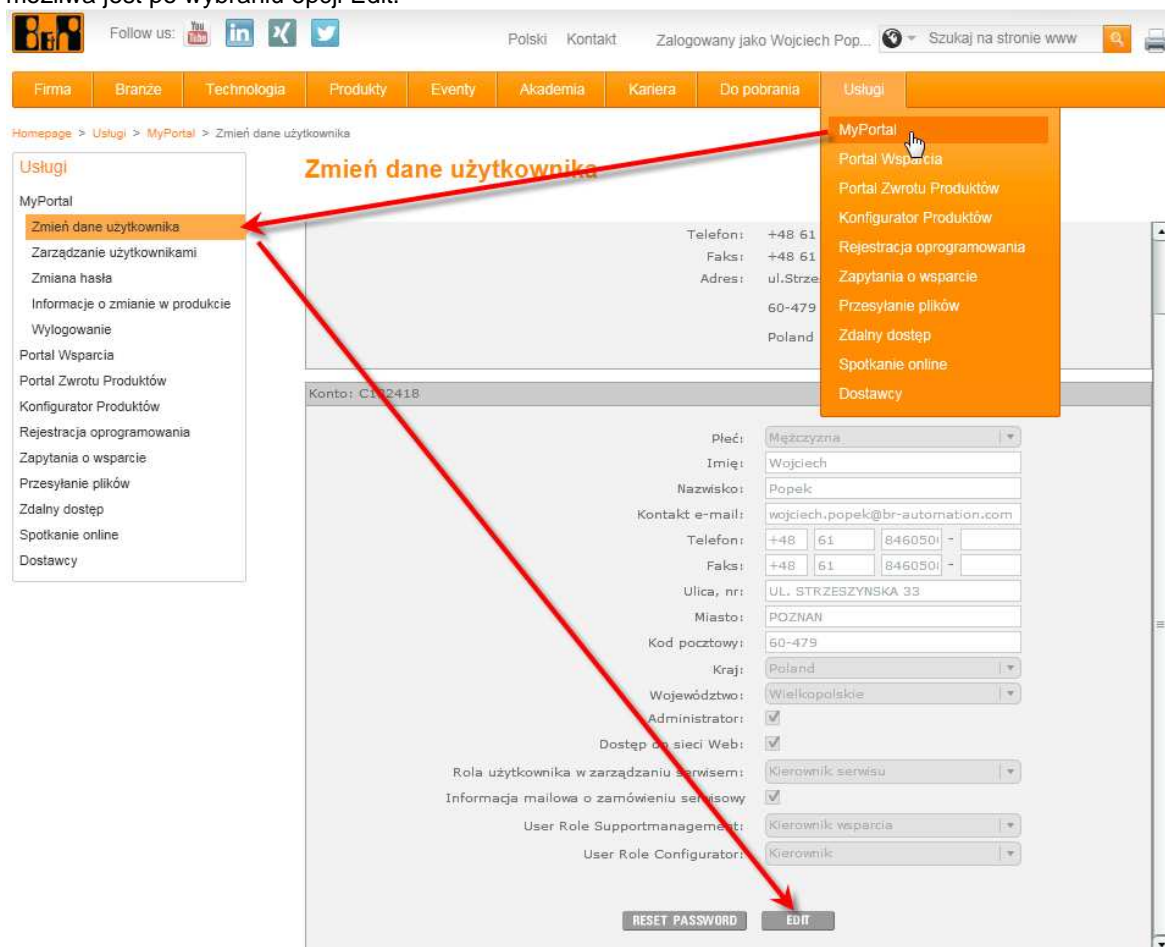 możliwa jest po wybraniu opcji Edit.
B&R Follow us: You Tube in X Polski Kontakt Zalogowany jako Wojciech Pop... Szukaj na stronie www
Firma Branże Technologia Produkty Eventy Akademia Kariera Do pobrania Usługi
Homepage > Usługi > MyPortal > Zmień dane użytkownika
MyPortal
Portal Wsparcia
Portal Zwrotu Produktów
Konfigurator Produktów
Rejestracja oprogramowania
Zapytania o wsparcie
Przesyłanie plików
Zdalny dostęp
Spotkanie online
Dostawcy
Usługi
MyPortal
Zmień dane użytkownika
Zarządzanie użytkownikami
Zmiana hasła
Informacje o zmianie w produkcie
Wylogowanie
Portal Wsparcia
Portal Zwrotu Produktów
Konfigurator Produktów
Rejestracja oprogramowania
Zapytania o wsparcie
Przesyłanie plików
Zdalny dostęp
Spotkanie online
Dostawcy
Zmień dane użytkownika
Telefon: +48 61
Faks: +48 61
Adres: ul.Strze
60-479
Poland
Konto: C132418
Płeć: Mężczyzna
Imię: Wojciech
Nazwisko: Popek
Kontakt e-mail: wojciech.popek@br-automation.com
Telefon: +48 61 846050 -
Faks: +48 61 846050 -
Ulica, nr: UL. STRZESZYNSKA 33
Miasto: POZNAN
Kod pocztowy: 60-479
Kraj: Poland
Województwo: Wielkopolskie
Administrator:
Dostęp do sieci Web:
Rola użytkownika w zarządzaniu serwisem: Kierownik serwisu
Informacja mailowa o zamówieniu serwisowy
User Role Supportmanagement: Kierownik wsparcia
User Role Configurator: Kierownik
RESET PASSWORD EDIT